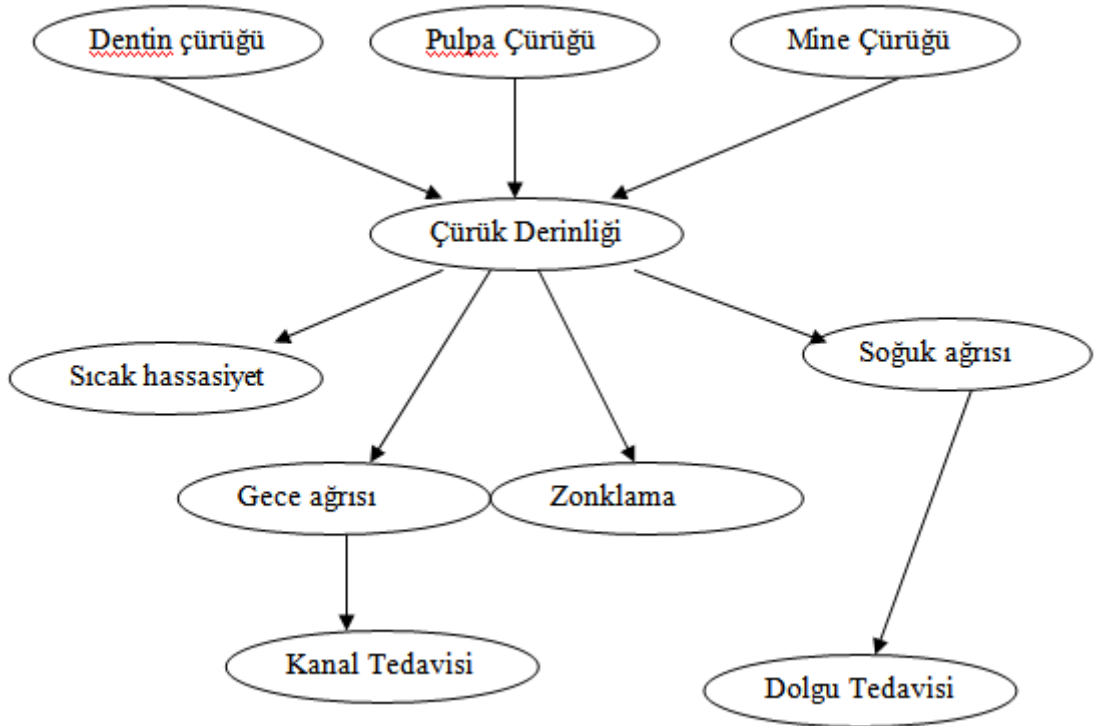 Dentin çürüğü
Pulpa Çürüğü
Mine Çürüğü
Çürük Derinliği
Sıcak hassasiyet
Soğuk ağrısı
Gece ağrısı
Zonklama
Kanal Tedavisi
Dolgu Tedavisi